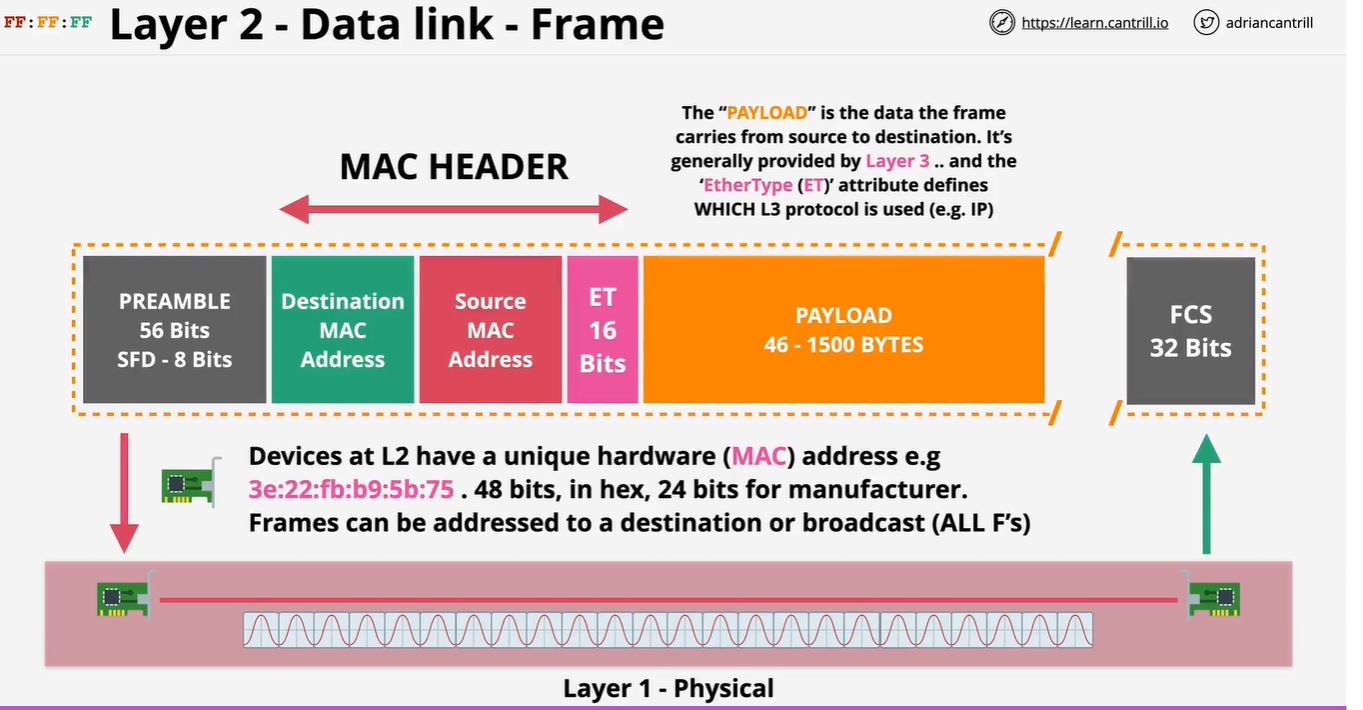 FF:FF:FF
Layer 2 - Data link - Frame
https://learn.cantrill.io
adriancantrill
The “PAYLOAD” is the data the frame
carries from source to destination. It’s
generally provided by Layer 3 .. and the
‘EtherType (ET)’ attribute defines
WHICH L3 protocol is used (e.g. IP)
MAC HEADER
PREAMBLE
56 Bits
SFD - 8 Bits
Destination
MAC
Address
Source
MAC
Address
ET
16
Bits
PAYLOAD
46 - 1500 BYTES
FCS
32 Bits
Devices at L2 have a unique hardware (MAC) address e.g
3e:22:fb:b9:5b:75 . 48 bits, in hex, 24 bits for manufacturer.
Frames can be addressed to a destination or broadcast (ALL F’s)
Layer 1 - Physical